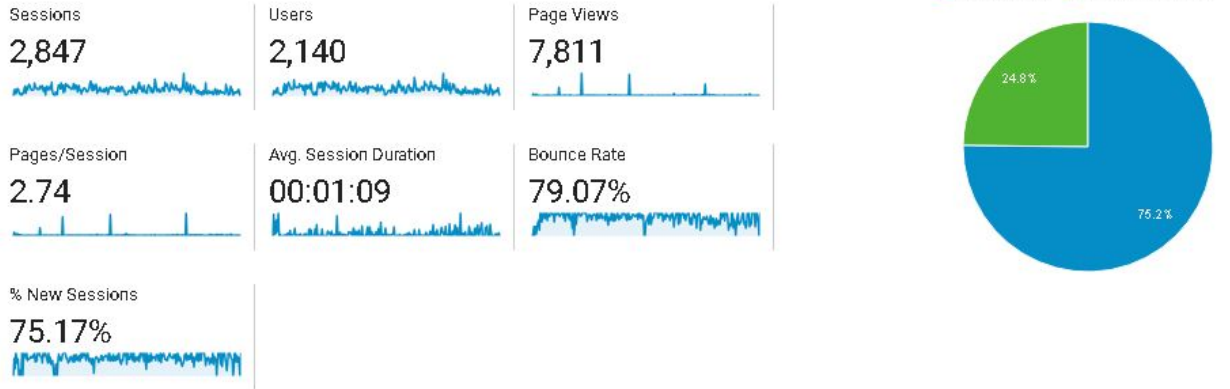 Sessions
2,847
Users
2,140
Page Views
7,811
Pages/Session
2.74
Avg. Session Duration
00:01:09
Bounce Rate
79.07%
% New Sessions
75.17%
24.8%
75.2%